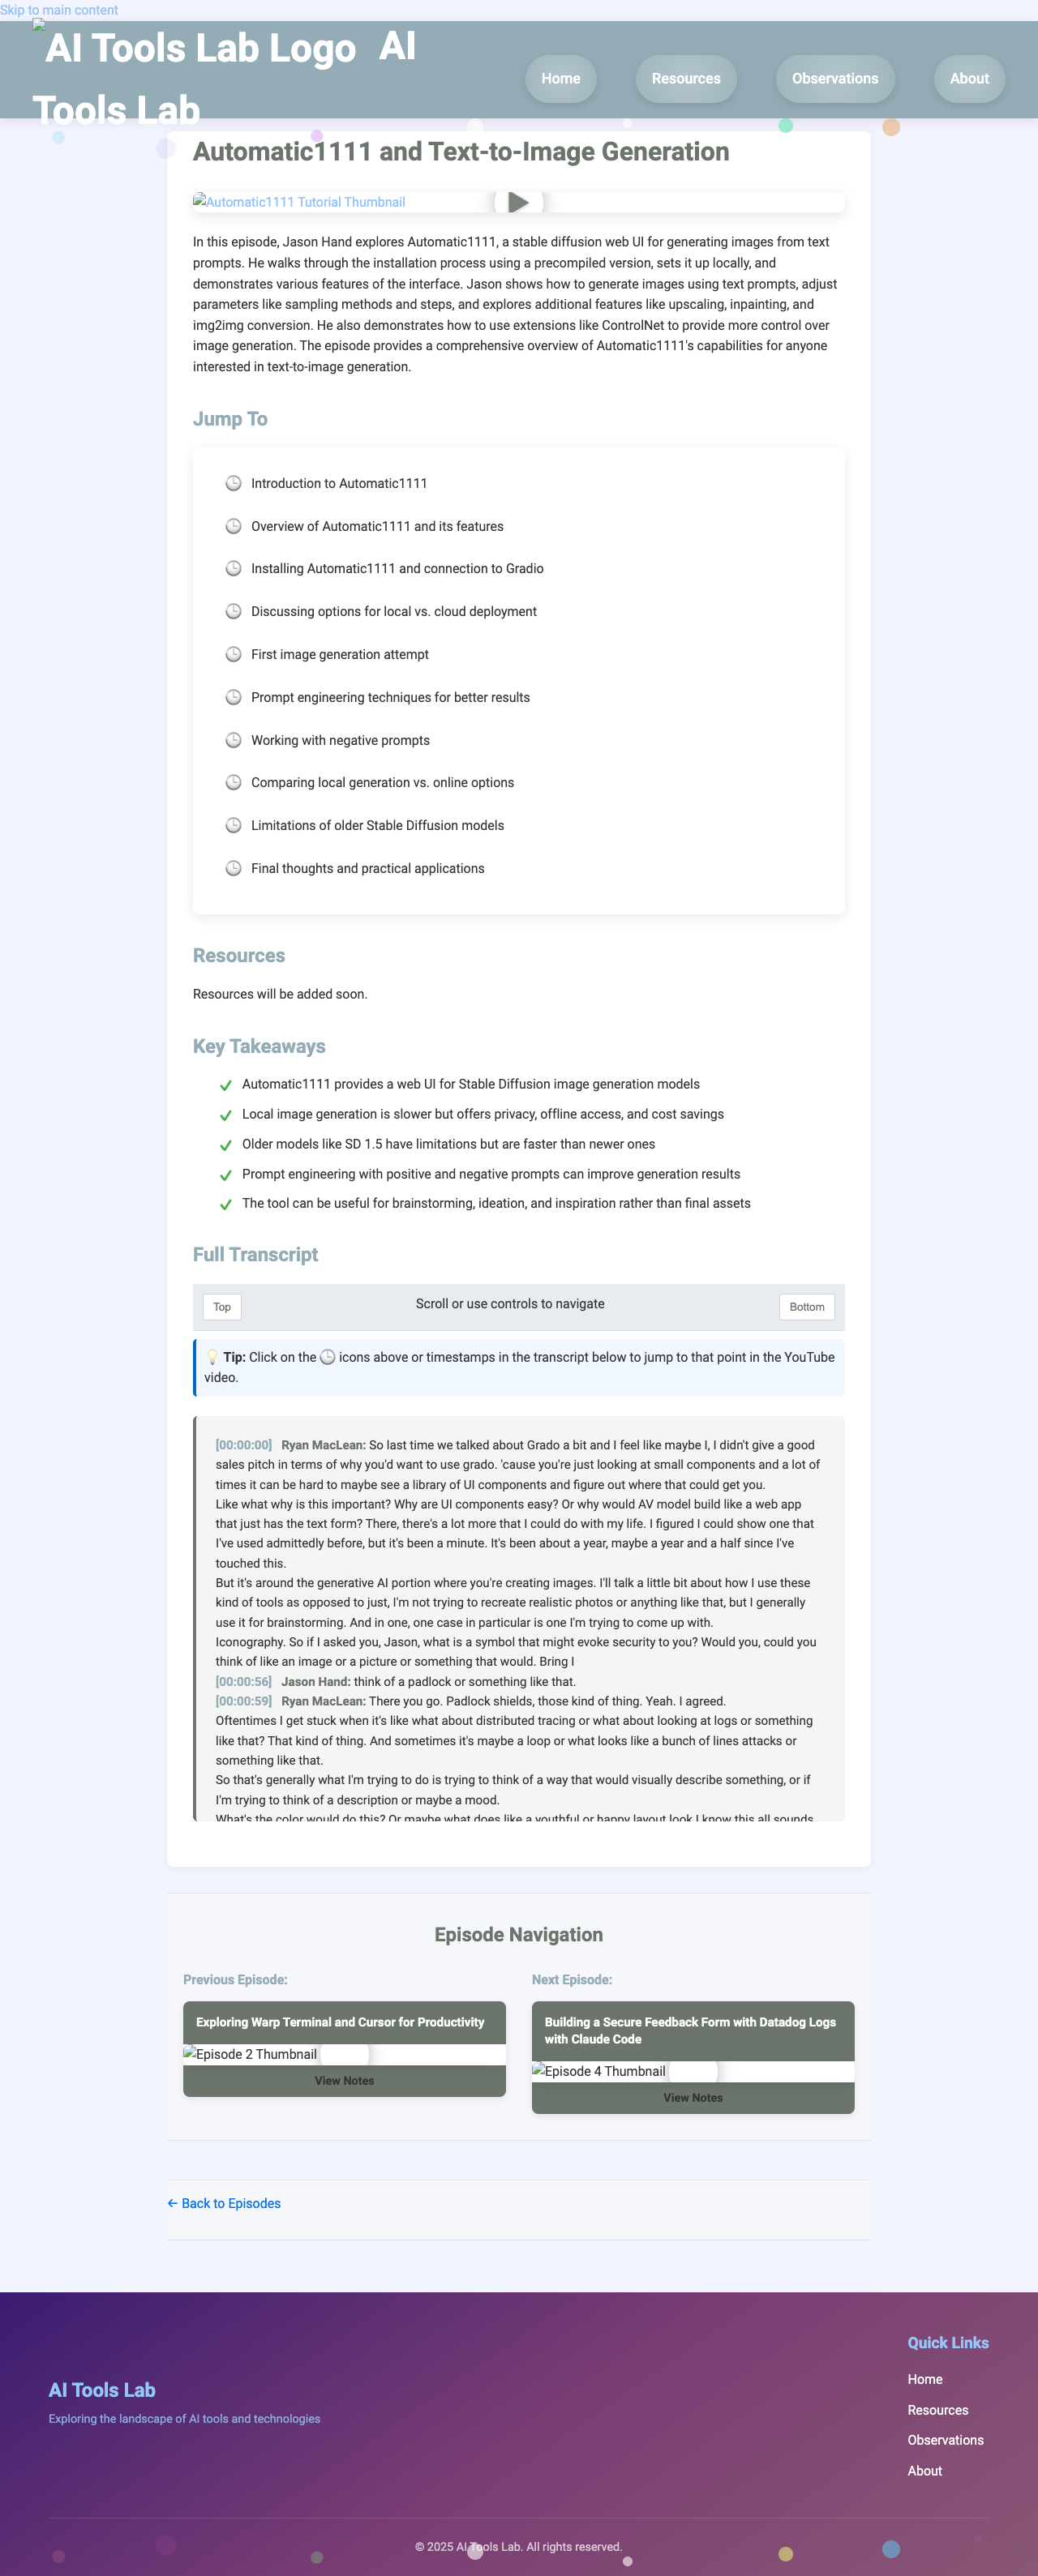 Skip to main content
AI Tools Lab Logo AI
Tools Lab
Home
Resources
Observations
About
Automatic1111 and Text-to-Image Generation
Automatic1111 Tutorial Thumbnail
In this episode, Jason Hand explores Automatic1111, a stable diffusion web UI for generating images from text
prompts. He walks through the installation process using a precompiled version, sets it up locally, and
demonstrates various features of the interface. Jason shows how to generate images using text prompts, adjust
parameters like sampling methods and steps, and explores additional features like upscaling, inpainting, and
img2img conversion. He also demonstrates how to use extensions like ControlNet to provide more control over
image generation. The episode provides a comprehensive overview of Automatic1111's capabilities for anyone
interested in text-to-image generation.
Jump To
🕒 Introduction to Automatic1111
🕒 Overview of Automatic1111 and its features
🕒 Installing Automatic1111 and connection to Gradio
🕒 Discussing options for local vs. cloud deployment
🕒 First image generation attempt
🕒 Prompt engineering techniques for better results
🕒 Working with negative prompts
🕒 Comparing local generation vs. online options
🕒 Limitations of older Stable Diffusion models
🕒 Final thoughts and practical applications
Resources
Resources will be added soon.
Key Takeaways
✓ Automatic1111 provides a web UI for Stable Diffusion image generation models
✓ Local image generation is slower but offers privacy, offline access, and cost savings
✓ Older models like SD 1.5 have limitations but are faster than newer ones
✓ Prompt engineering with positive and negative prompts can improve generation results
✓ The tool can be useful for brainstorming, ideation, and inspiration rather than final assets
Full Transcript
Top
Scroll or use controls to navigate
Bottom
💡 Tip: Click on the 🕒 icons above or timestamps in the transcript below to jump to that point in the YouTube
video.
[00:00:00] Ryan MacLean: So last time we talked about Grado a bit and I feel like maybe I, I didn't give a good
sales pitch in terms of why you'd want to use grado. 'cause you're just looking at small components and a lot of
times it can be hard to maybe see a library of UI components and figure out where that could get you.
Like what why is this important? Why are UI components easy? Or why would AV model build like a web app
that just has the text form? There, there's a lot more that I could do with my life. I figured I could show one that
I've used admittedly before, but it's been a minute. It's been about a year, maybe a year and a half since I've
touched this.
But it's around the generative AI portion where you're creating images. I'll talk a little bit about how I use these
kind of tools as opposed to just, I'm not trying to recreate realistic photos or anything like that, but I generally
use it for brainstorming. And in one, one case in particular is one I'm trying to come up with.
Iconography. So if I asked you, Jason, what is a symbol that might evoke security to you? Would you, could you
think of like an image or a picture or something that would. Bring I
[00:00:56] Jason Hand: think of a padlock or something like that.
[00:00:59] Ryan MacLean: There you go. Padlock shields, those kind of thing. Yeah. I agreed.
Oftentimes I get stuck when it's like what about distributed tracing or what about looking at logs or something
like that? That kind of thing. And sometimes it's maybe a loop or what looks like a bunch of lines attacks or
something like that.
So that's generally what I'm trying to do is trying to think of a way that would visually describe something, or if
I'm trying to think of a description or maybe a mood.
What's the color would do this? Or maybe what does like a youthful or happy layout look I know this all sounds
Episode Navigation
Previous Episode:
Exploring Warp Terminal and Cursor for Productivity
Episode 2 Thumbnail
View Notes
Next Episode:
Building a Secure Feedback Form with Datadog Logs
with Claude Code
Episode 4 Thumbnail
View Notes
← Back to Episodes
AI Tools Lab
Exploring the landscape of AI tools and technologies
Quick Links
Home
Resources
Observations
About
© 2025 AI Tools Lab. All rights reserved.